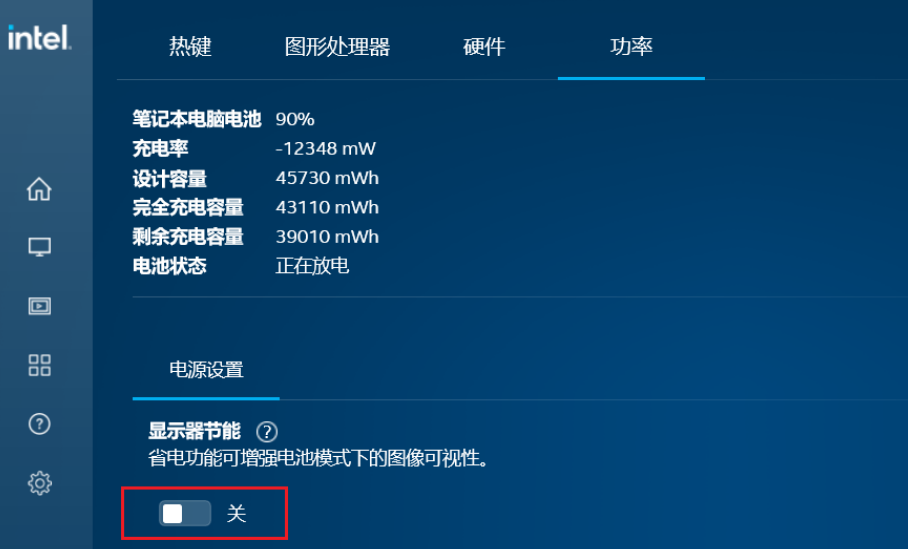 intel.
热键 图形处理器 硬件 功率
笔记本电脑电池 90%
充电率 -12348 mW
设计容量 45730 mWh
完全充电容量 43110 mWh
剩余充电容量 39010 mWh
电池状态 正在放电
电源设置
显示器节能 ?
省电功能可增强电池模式下的图像可视性。
?
关